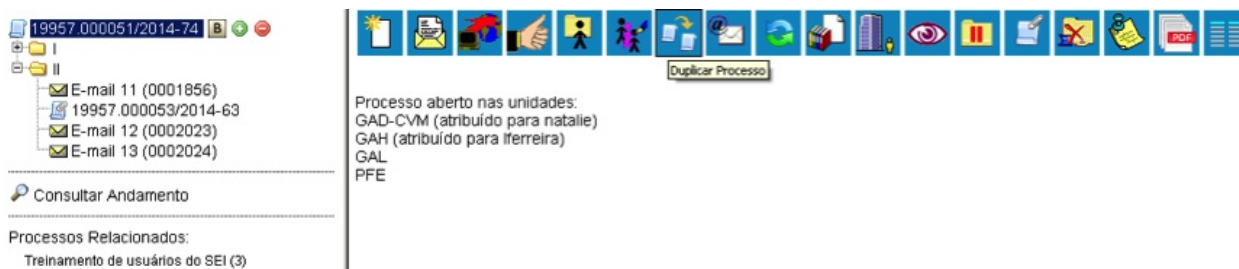 19957.000051/2014-74 B
I
II
E-mail 11 (0001856)
19957.000053/2014-63
E-mail 12 (0002023)
E-mail 13 (0002024)
Consultar Andamento
Processos Relacionados:
Treinamento de usuários do SEI (3)
Duplicar Processo
PDF
Processo aberto nas unidades:
GAD-CVM (atribuído para natalie)
GAH (atribuído para lferreira)
GAL
PFE